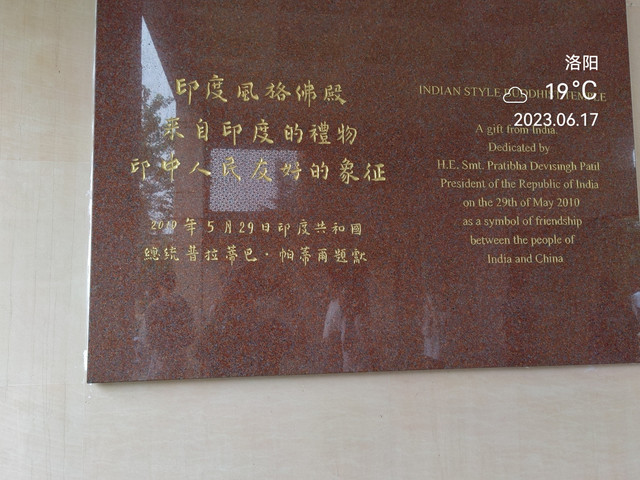 印度風格佛殿
來自印度的禮物
印中人民友好的象征
2010年5月29日印度共和國
總統普拉蒂巴·帕蒂爾題獻
INDIAN STYLE BUDDHIST TEMPLE
A gift from India.
Dedicated by
H.E. Smt. Pratibha Devisingh Patil
President of the Republic of India
on the 29th of May 2010
as a symbol of friendship
between the people of
India and China
洛阳
19°C
2023.06.17